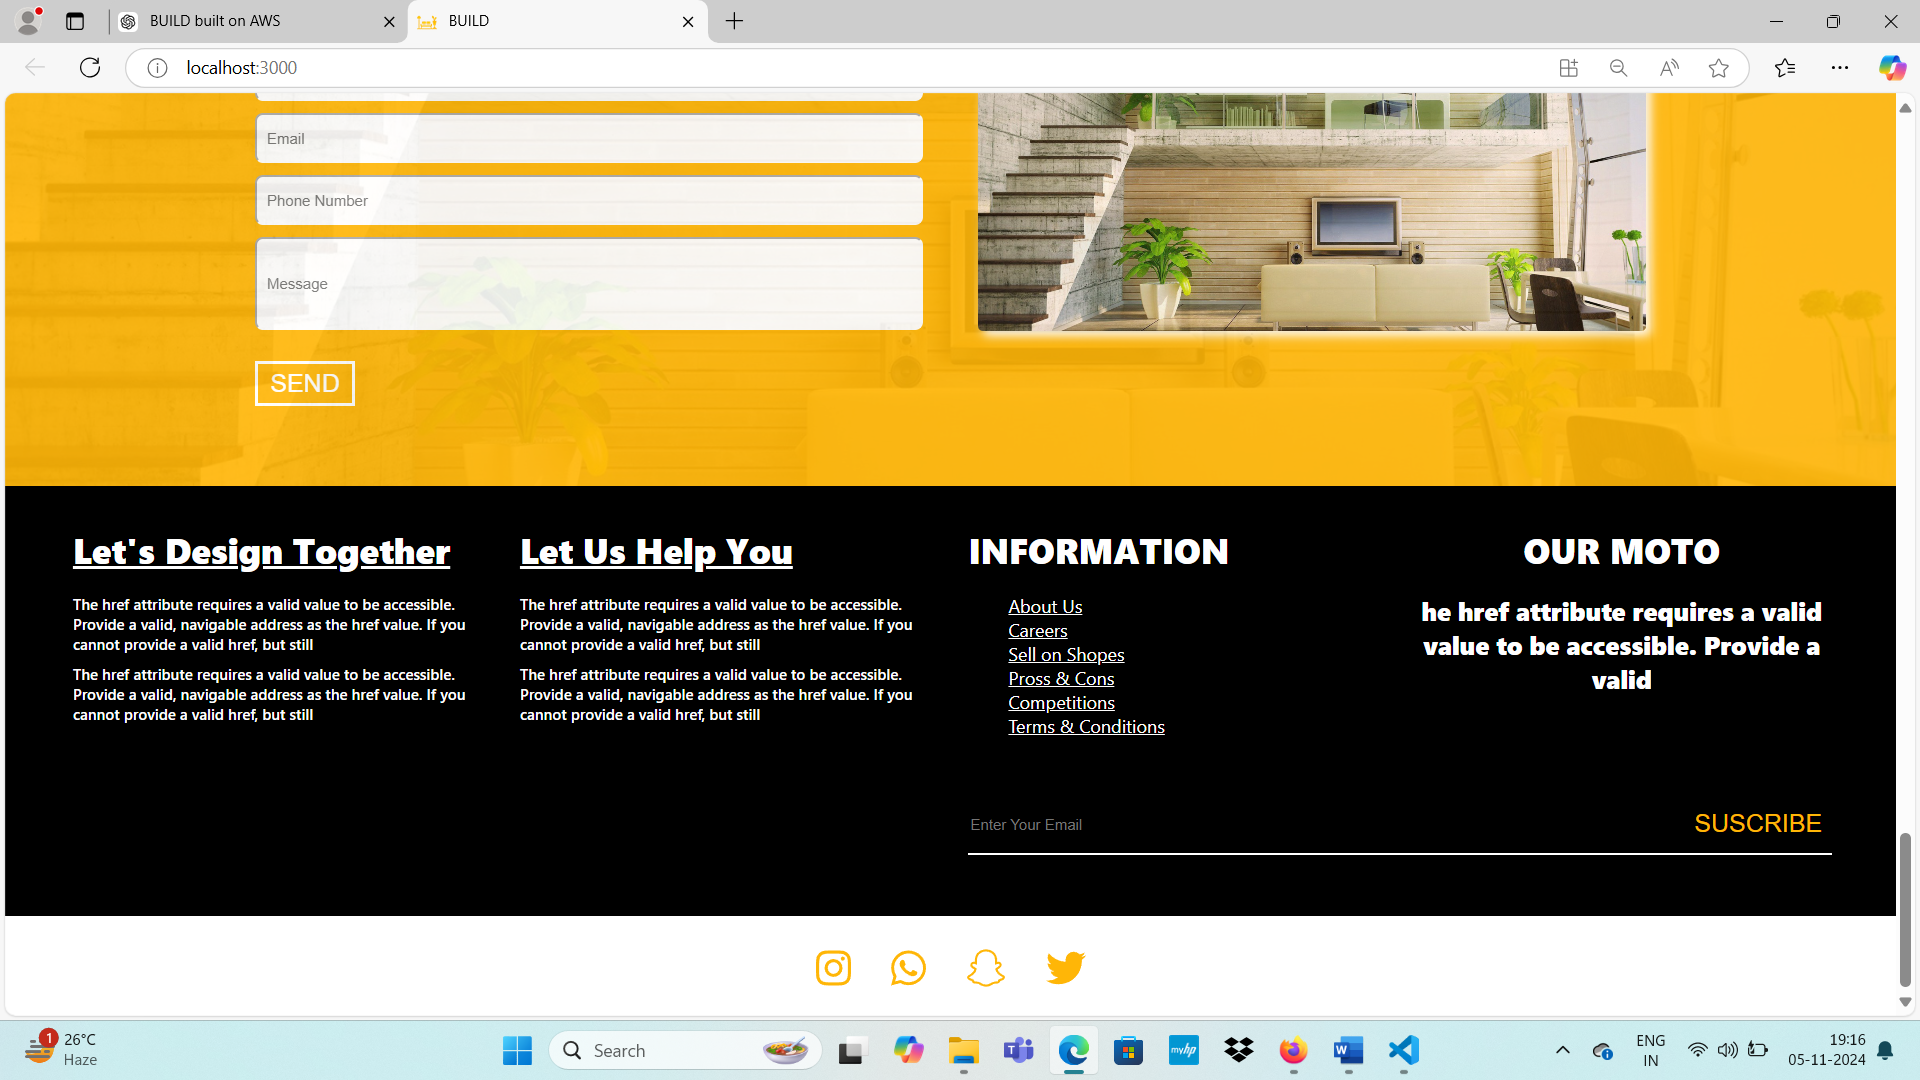 BUILD built on AWS
BUILD
localhost:3000
Email
Phone Number
Message
SEND
Let's Design Together
The href attribute requires a valid value to be accessible.
Provide a valid, navigable address as the href value. If you
cannot provide a valid href, but still
The href attribute requires a valid value to be accessible.
Provide a valid, navigable address as the href value. If you
cannot provide a valid href, but still
Let Us Help You
The href attribute requires a valid value to be accessible.
Provide a valid, navigable address as the href value. If you
cannot provide a valid href, but still
The href attribute requires a valid value to be accessible.
Provide a valid, navigable address as the href value. If you
cannot provide a valid href, but still
INFORMATION
About Us
Careers
Sell on Shopes
Pross & Cons
Competitions
Terms & Conditions
OUR MOTO
he href attribute requires a valid
value to be accessible. Provide a
valid
Enter Your Email
SUSCRIBE
1
26°C
Haze
Search
myhp
ENG
IN
19:16
05-11-2024